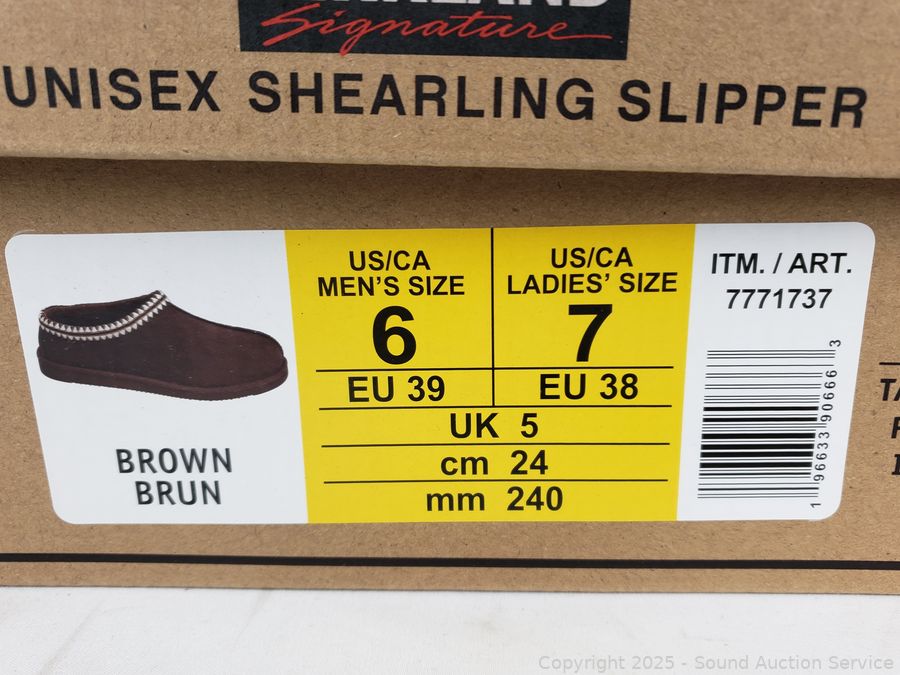 Signature
UNISEX SHEARLING SLIPPER
BROWN
BRUN
US/CA
MEN'S SIZE
6
EU 39
US/CA
LADIES' SIZE
7
EU 38
UK 5
cm 24
mm 240
ITM. / ART.
7771737
1 96633 90666 3
Copyright 2025 - Sound Auction Service